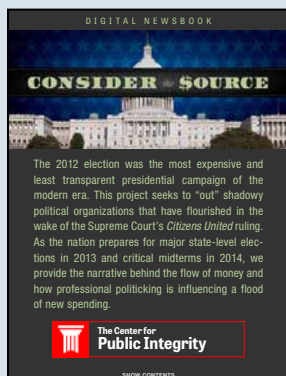 DIGITAL NEWSBOOK
CONSIDER the $OURCE
The 2012 election was the most expensive and
least transparent presidential campaign of the
modern era. This project seeks to “out” shadowy
political organizations that have flourished in the
wake of the Supreme Court’s Citizens United ruling.
As the nation prepares for major state-level elec-
tions in 2013 and critical midterms in 2014, we
provide the narrative behind the flow of money and
how professional politicking is influencing a flood
of new spending.
The Center for
Public Integrity
SHOW CONTENTS